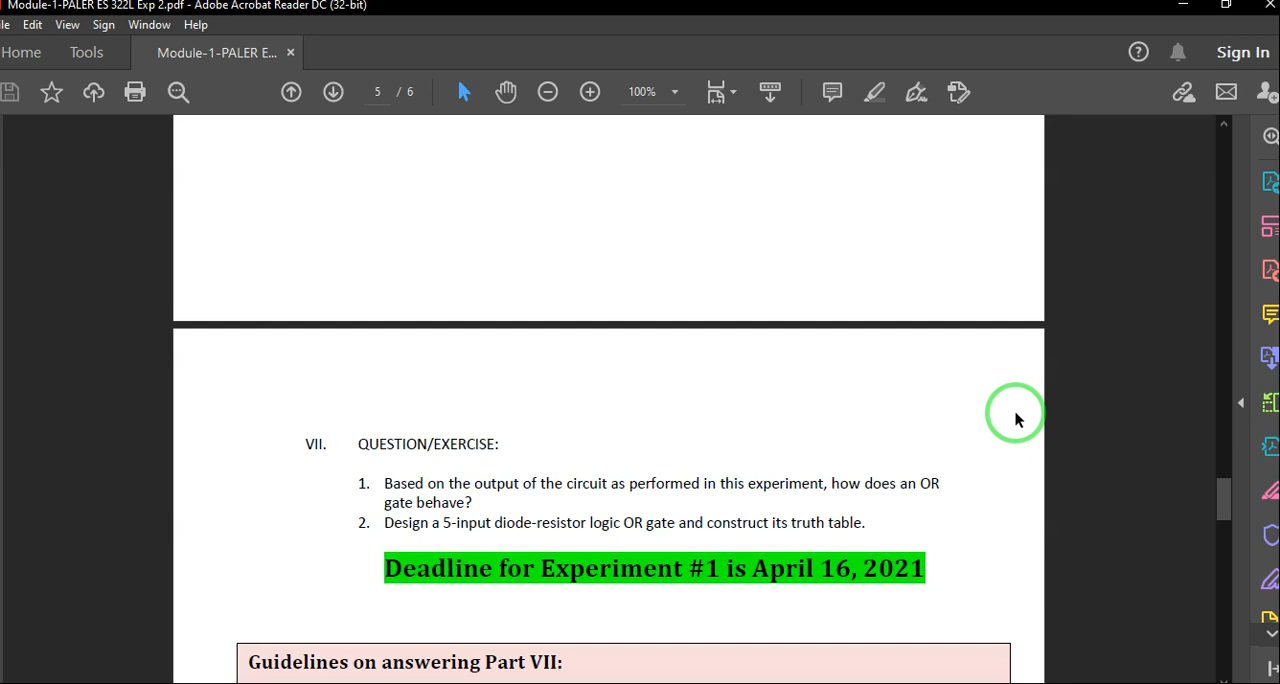 Module-1-PALER ES 322L Exp 2.pdf - Adobe Acrobat Reader DC (32-bit)
Edit View Sign Window Help
Home Tools Module-1-PALER E... × Sign In
5 / 6 100%
VII. QUESTION/EXERCISE:
1. Based on the output of the circuit as performed in this experiment, how does an OR
gate behave?
2. Design a 5-input diode-resistor logic OR gate and construct its truth table.
Deadline for Experiment #1 is April 16, 2021
Guidelines on answering Part VII: